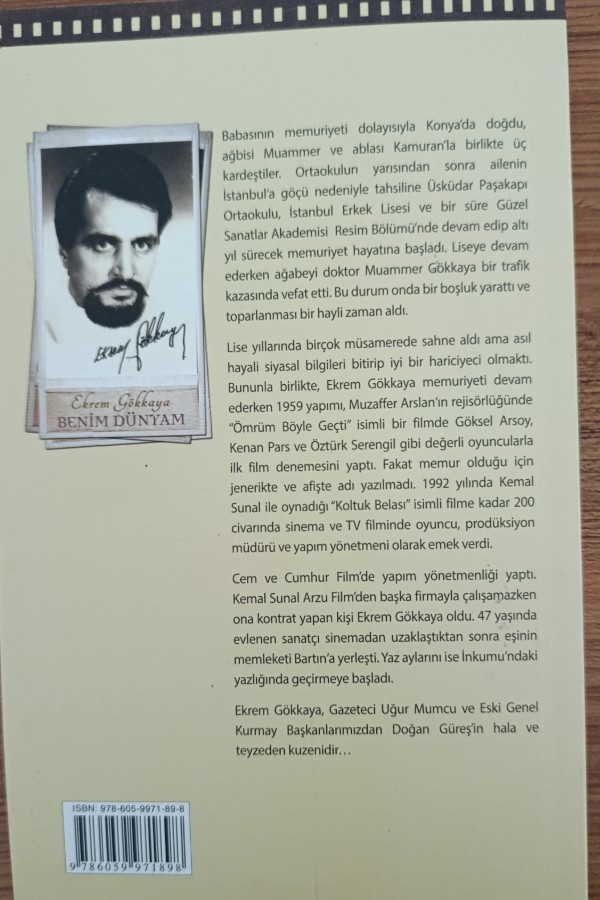 Babasının memuriyeti dolayısıyla Konya'da doğdu,
ağbisi Muammer ve ablası Kamuran'la birlikte üç
kardeştiler. Ortaokulun yarısından sonra ailenin
İstanbul'a göçü nedeniyle tahsiline Üsküdar Paşakapı
Ortaokulu, İstanbul Erkek Lisesi ve bir süre Güzel
Sanatlar Akademisi Resim Bölümü'nde devam edip altı
yıl sürecek memuriyet hayatına başladı. Liseye devam
ederken ağabeyi doktor Muammer Gökkaya bir trafik
kazasında vefat etti. Bu durum onda bir boşluk yarattı ve
toparlanması bir hayli zaman aldı.
Lise yıllarında birçok müsamerede sahne aldı ama asıl
hayali siyasal bilgileri bitirip iyi bir hariciyeci olmaktı.
Bununla birlikte, Ekrem Gökkaya memuriyeti devam
ederken 1959 yapımı, Muzaffer Arslan'ın rejisörlüğünde
"Ömrüm Böyle Geçti" isimli bir filmde Göksel Arsoy,
Kenan Pars ve Öztürk Serengil gibi değerli oyuncularla
ilk film denemesini yaptı. Fakat memur olduğu için
jenerikte ve afişte adı yazılmadı. 1992 yılında Kemal
Sunal ile oynadığı "Koltuk Belası" isimli filme kadar 200
civarında sinema ve TV filminde oyuncu, prodüksiyon
müdürü ve yapım yönetmeni olarak emek verdi.
Cem ve Cumhur Film'de yapım yönetmenliği yaptı.
Kemal Sunal Arzu Film'den başka firmayla çalışamazken
ona kontrat yapan kişi Ekrem Gökkaya oldu. 47 yaşında
evlenen sanatçı sinemadan uzaklaştıktan sonra eşinin
memleketi Bartın'a yerleşti. Yaz aylarını ise İnkumu'ndaki
yazlığında geçirmeye başladı.
Ekrem Gökkaya, Gazeteci Uğur Mumcu ve Eski Genel
Kurmay Başkanlarımızdan Doğan Güreş'in hala ve
teyzeden kuzenidir…
Ekrem Gökkaya
Ekrem Gökkaya
BENİM DÜNYAM
ISBN: 978-605-9971-89-8
9 786059 971898